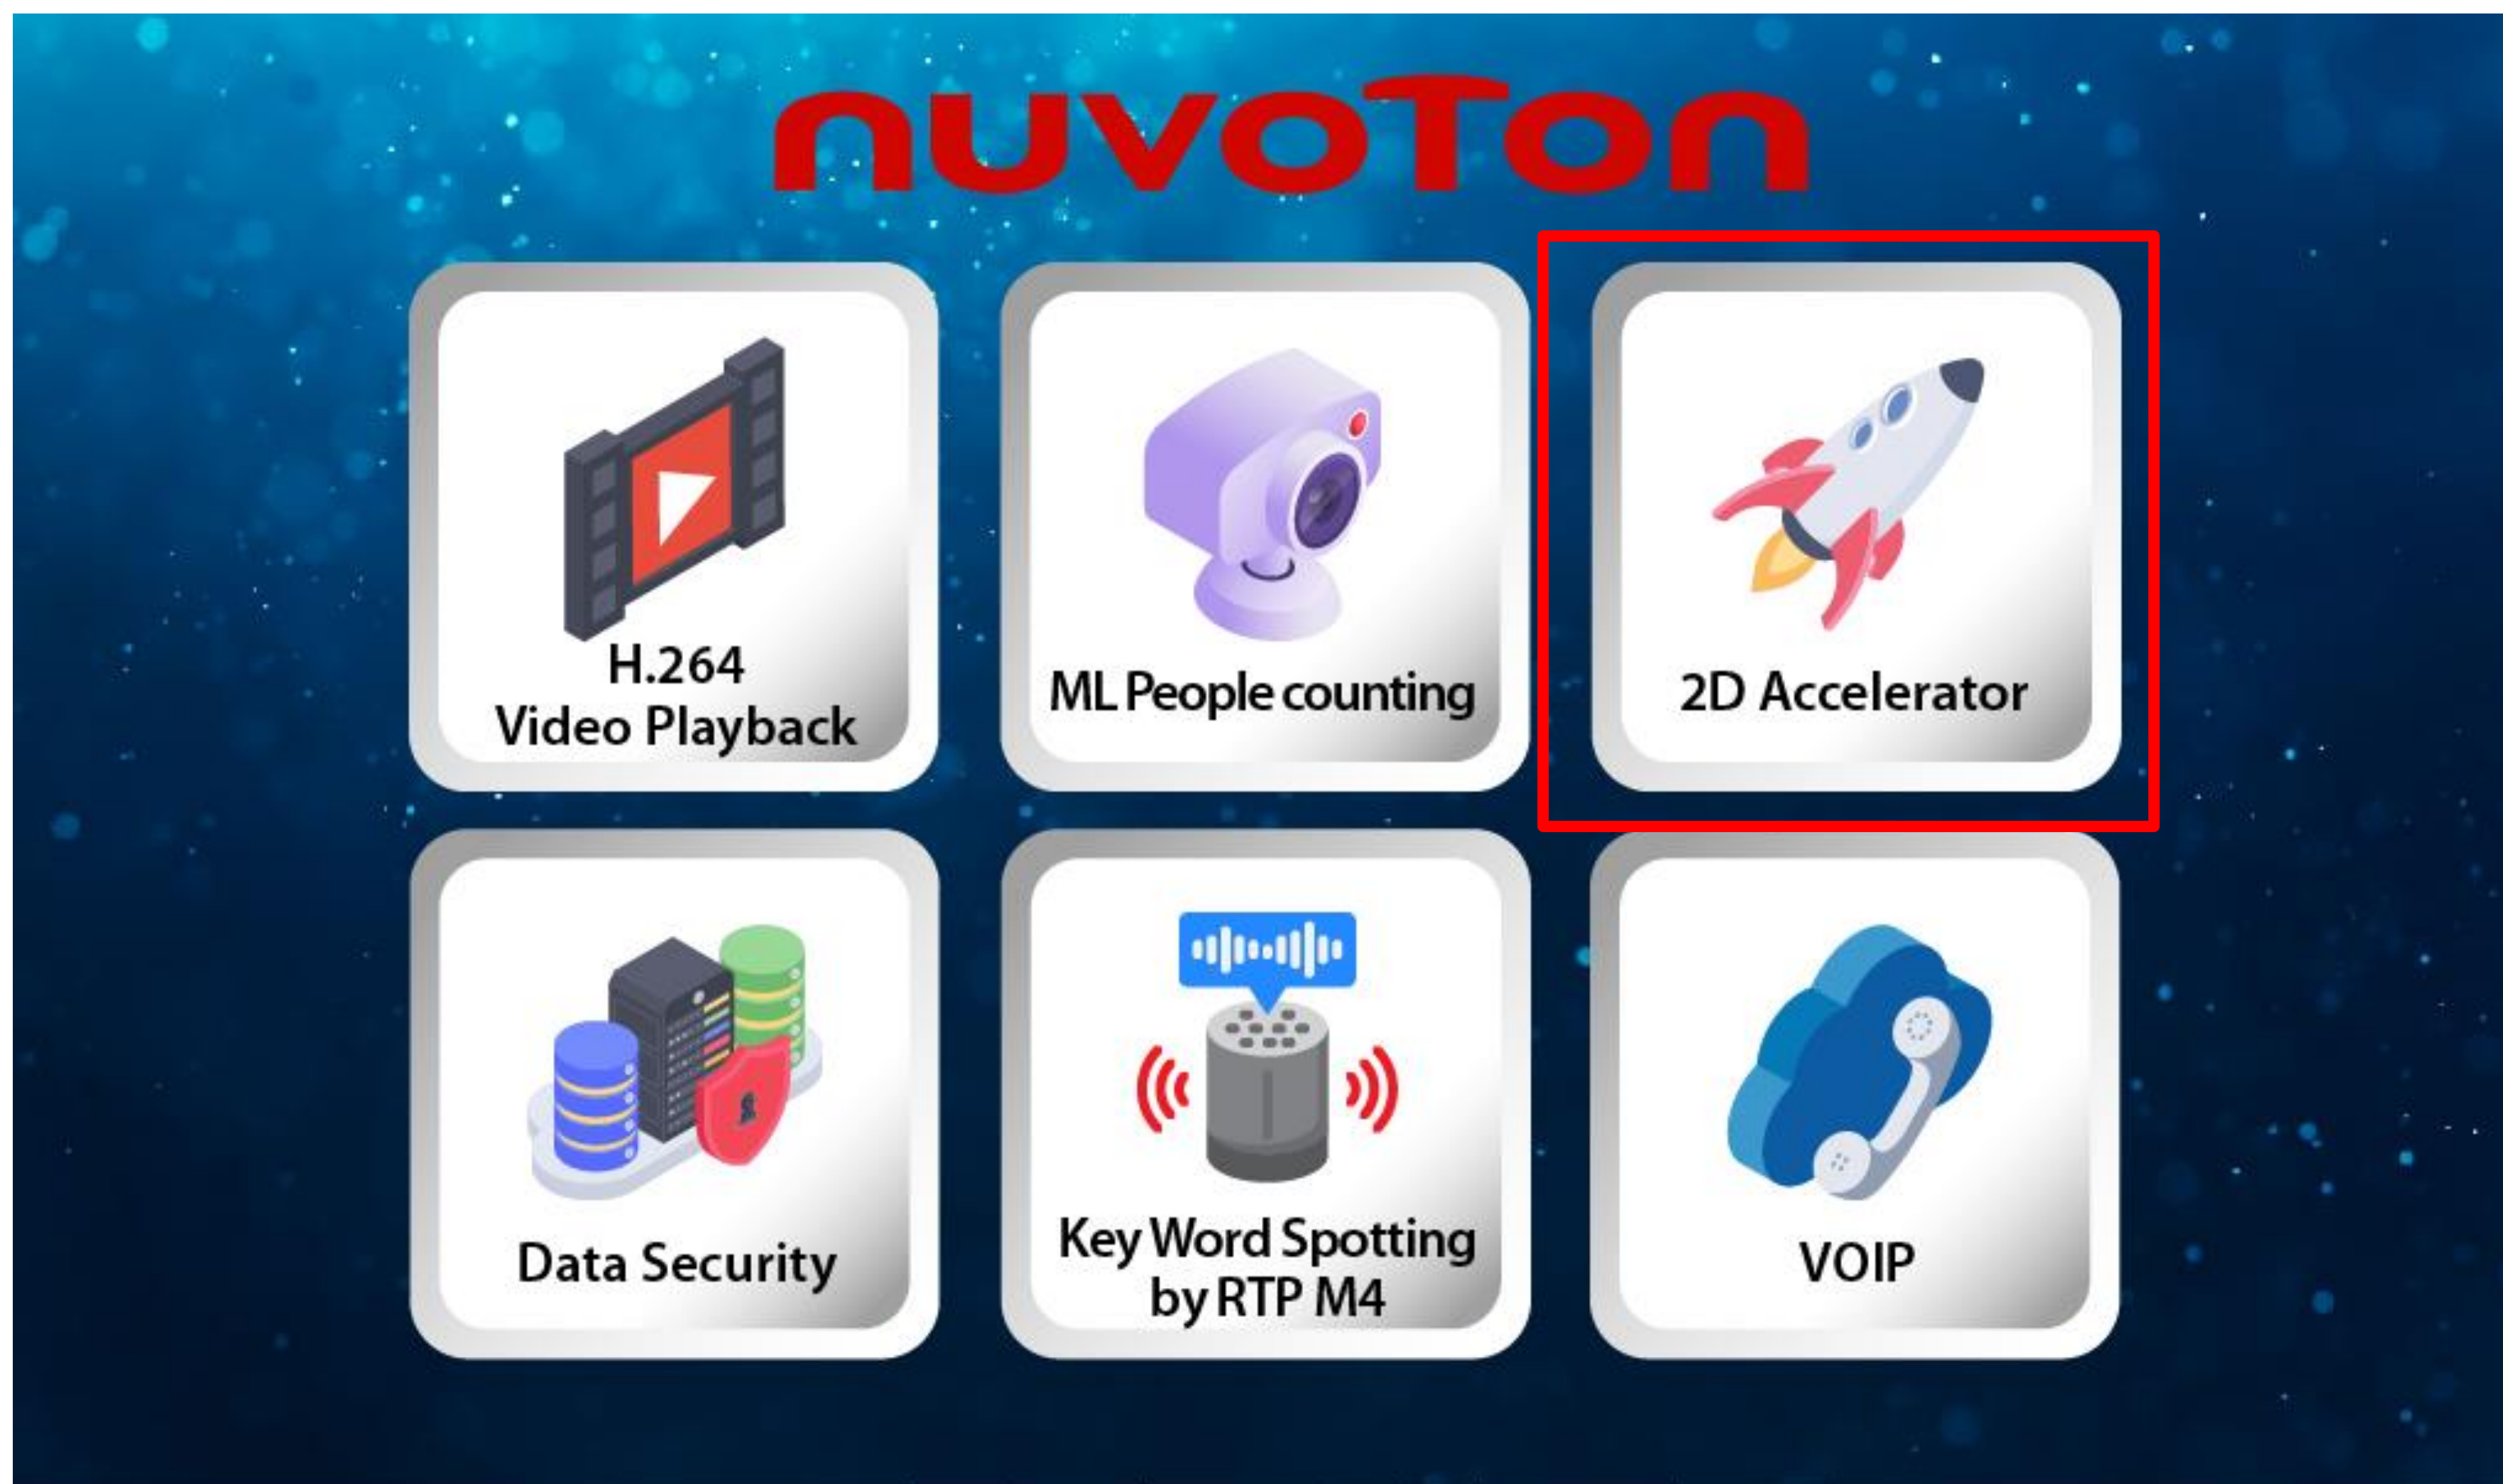 nuvoTon
H.264
Video Playback
ML People counting
2D Accelerator
Data Security
Key Word Spotting
by RTP M4
VOIP